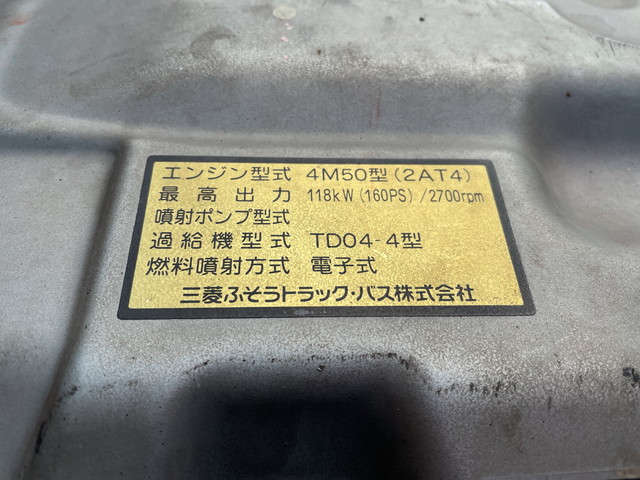 エンジン型式 4M50型(2AT4)
最高出力 118kW(160PS)/2700rpm
噴射ポンプ型式
過給機型式 TD04-4型
燃料噴射方式 電子式
三菱ふそうトラック・バス株式会社